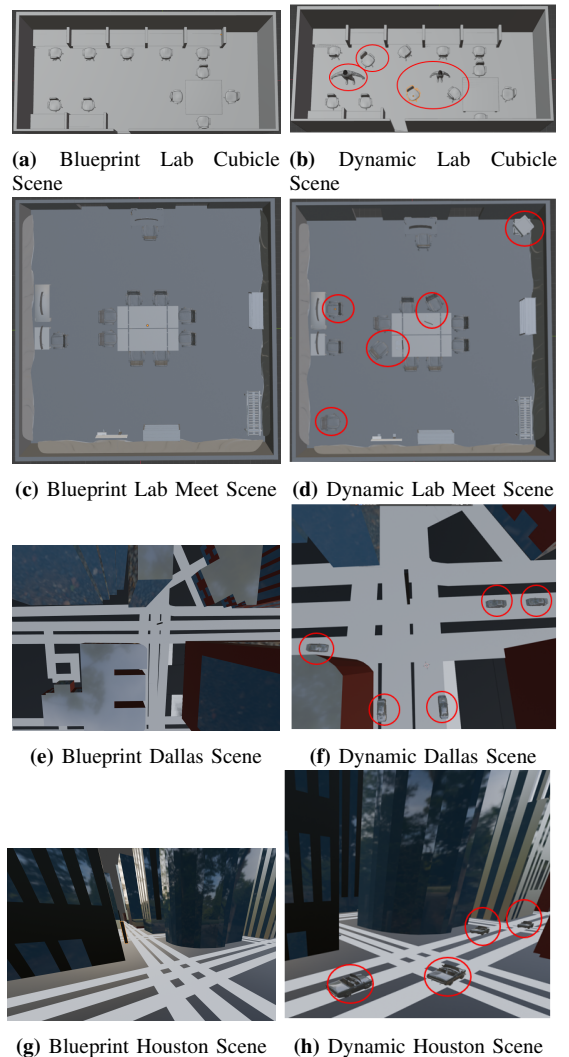 (a) Blueprint Lab Cubicle
Scene
(b) Dynamic Lab Cubicle
Scene
(c) Blueprint Lab Meet Scene
(d) Dynamic Lab Meet Scene
(e) Blueprint Dallas Scene
(f) Dynamic Dallas Scene
(g) Blueprint Houston Scene
(h) Dynamic Houston Scene